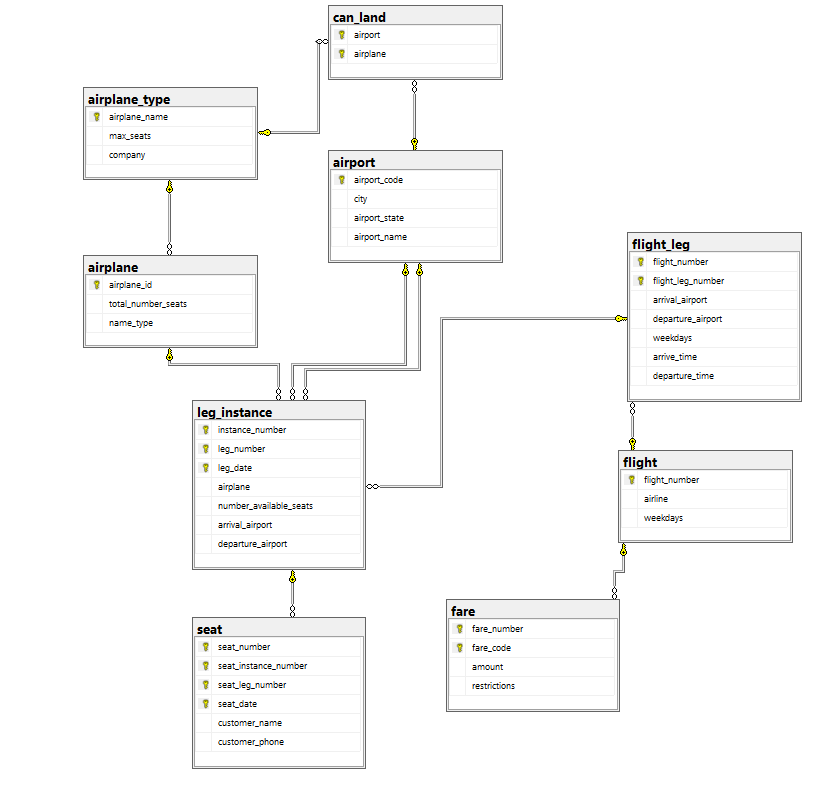 can_land
airport
airplane
airplane_type
airplane_name
max_seats
company
airport
airport_code
city
airport_state
airport_name
flight_leg
flight_number
flight_leg_number
arrival_airport
departure_airport
weekdays
arrive_time
departure_time
airplane
airplane_id
total_number_seats
name_type
leg_instance
instance_number
leg_number
leg_date
airplane
number_available_seats
arrival_airport
departure_airport
flight
flight_number
airline
weekdays
fare
fare_number
fare_code
amount
restrictions
seat
seat_number
seat_instance_number
seat_leg_number
seat_date
customer_name
customer_phone